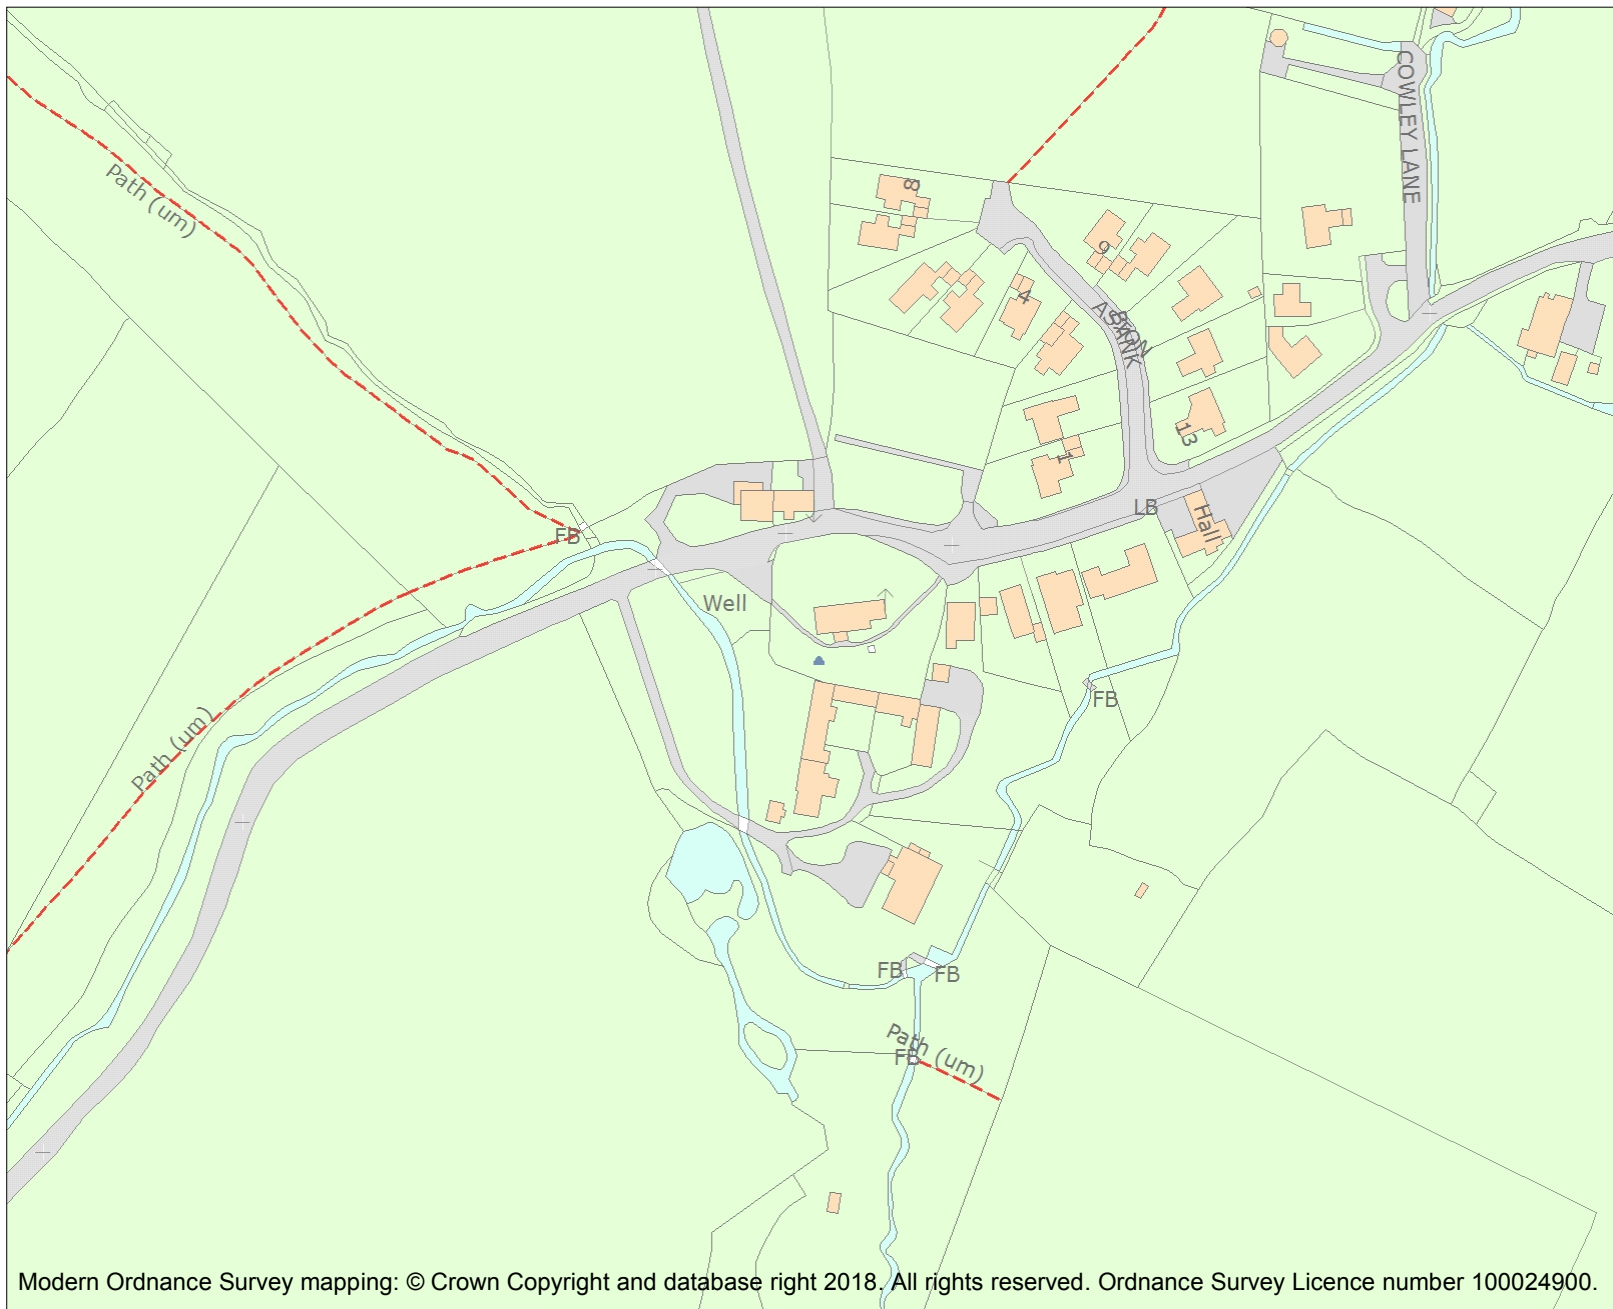 COWLEY LANE
Path (um)
8
9
4
ASTON
BANK
13
1
LB
Hall
FB
Well
FB
Path (um)
FB
FB
Path (um)
FB
Modern Ordnance Survey mapping: © Crown Copyright and database right 2018. All rights reserved. Ordnance Survey Licence number 100024900.